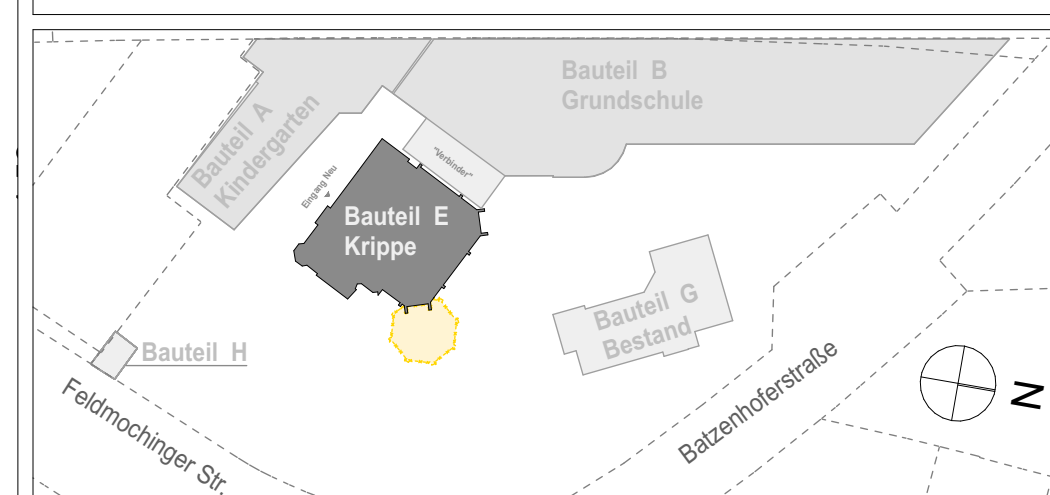 Bauteil B
Grundschule
Bauteil A
Kindergarten
"Verbinder"
Eingang Neu
Bauteil E
Krippe
Bauteil G
Bestand
Bauteil H
Feldmochinger Str.
Batzenhoferstraße
N